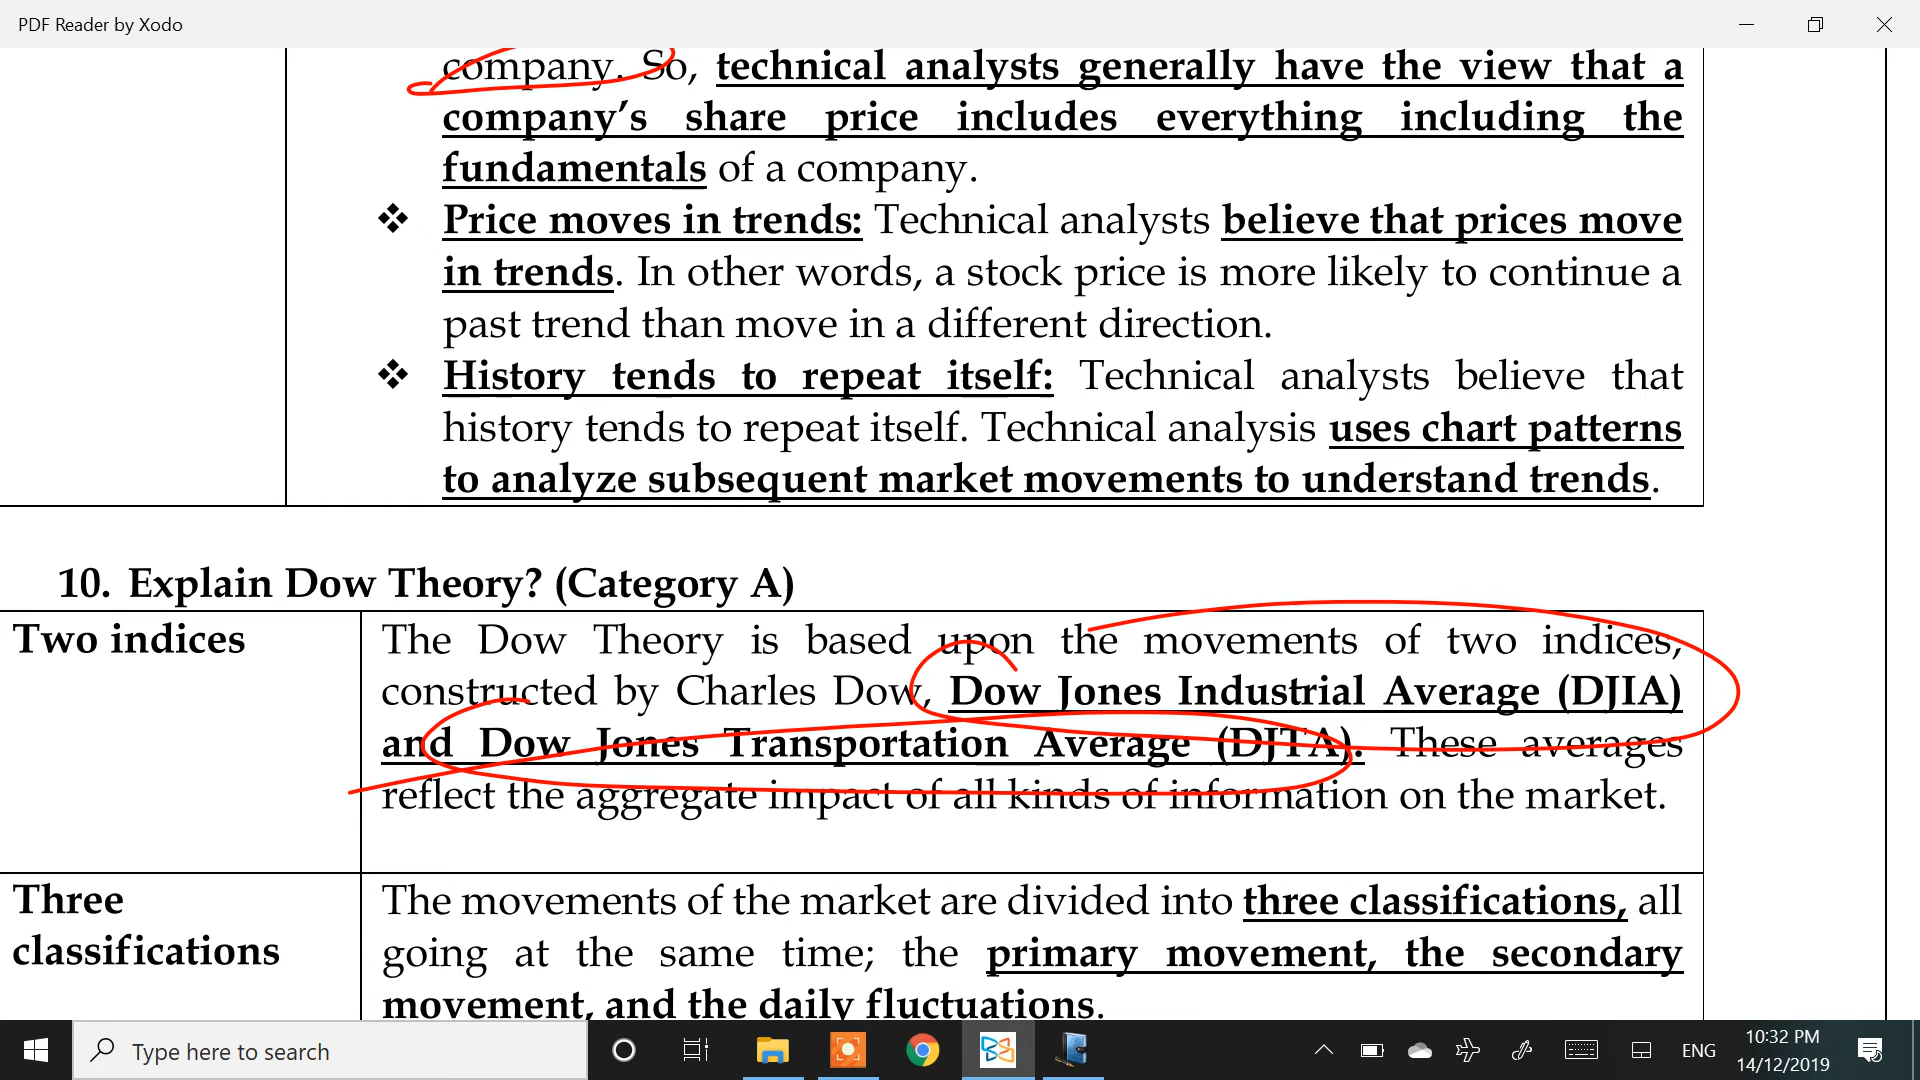 PDF Reader by Xodo
company. So, technical analysts generally have the view that a
company’s share price includes everything including the
fundamentals of a company.
❖ Price moves in trends: Technical analysts believe that prices move
in trends. In other words, a stock price is more likely to continue a
past trend than move in a different direction.
❖ History tends to repeat itself: Technical analysts believe that
history tends to repeat itself. Technical analysis uses chart patterns
to analyze subsequent market movements to understand trends.
10. Explain Dow Theory? (Category A)
Two indices
The Dow Theory is based upon the movements of two indices,
constructed by Charles Dow, Dow Jones Industrial Average (DJIA)
and Dow Jones Transportation Average (DJTA). These averages
reflect the aggregate impact of all kinds of information on the market.
Three
classifications
The movements of the market are divided into three classifications, all
going at the same time; the primary movement, the secondary
movement, and the daily fluctuations.
Type here to search
ENG
10:32 PM
14/12/2019